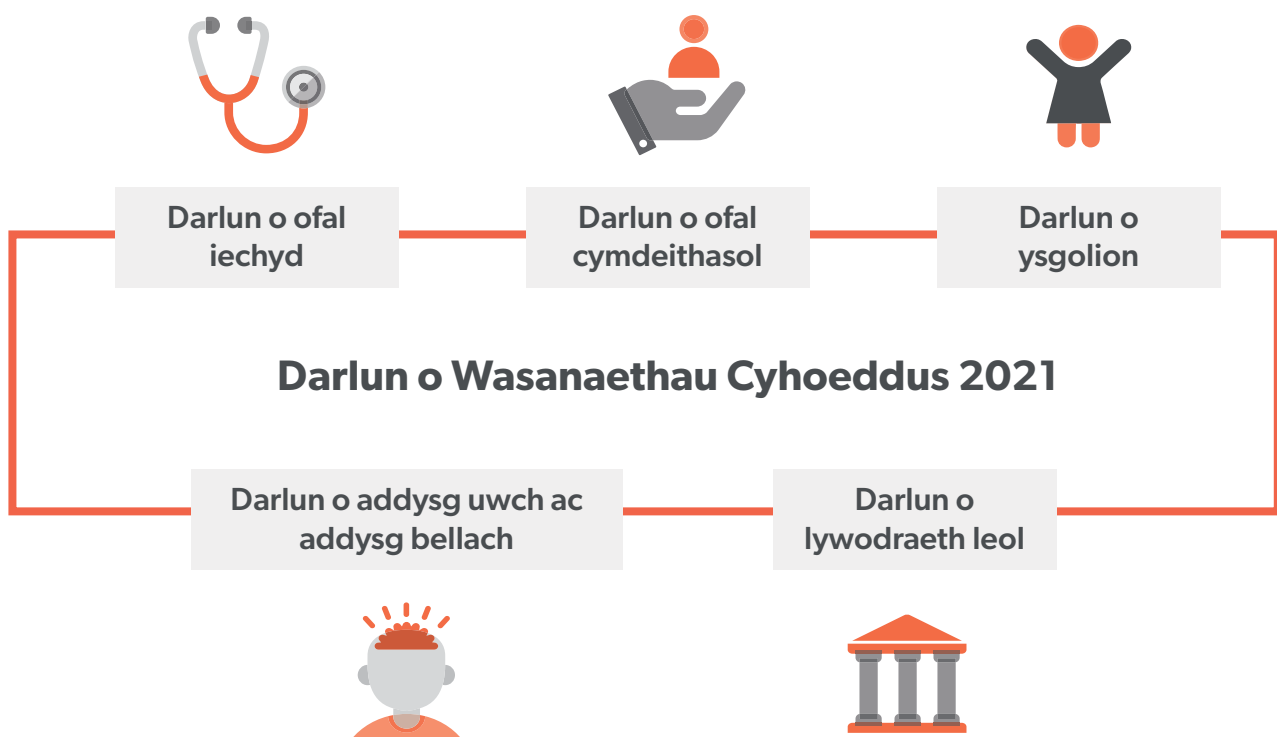 Darlun o ofal
iechyd
Darlun o ofal
cymdeithasol
Darlun o
ysgolion
Darlun o Wasanaethau Cyhoeddus 2021
Darlun o addysg uwch ac
addysg bellach
Darlun o
lywodraeth leol